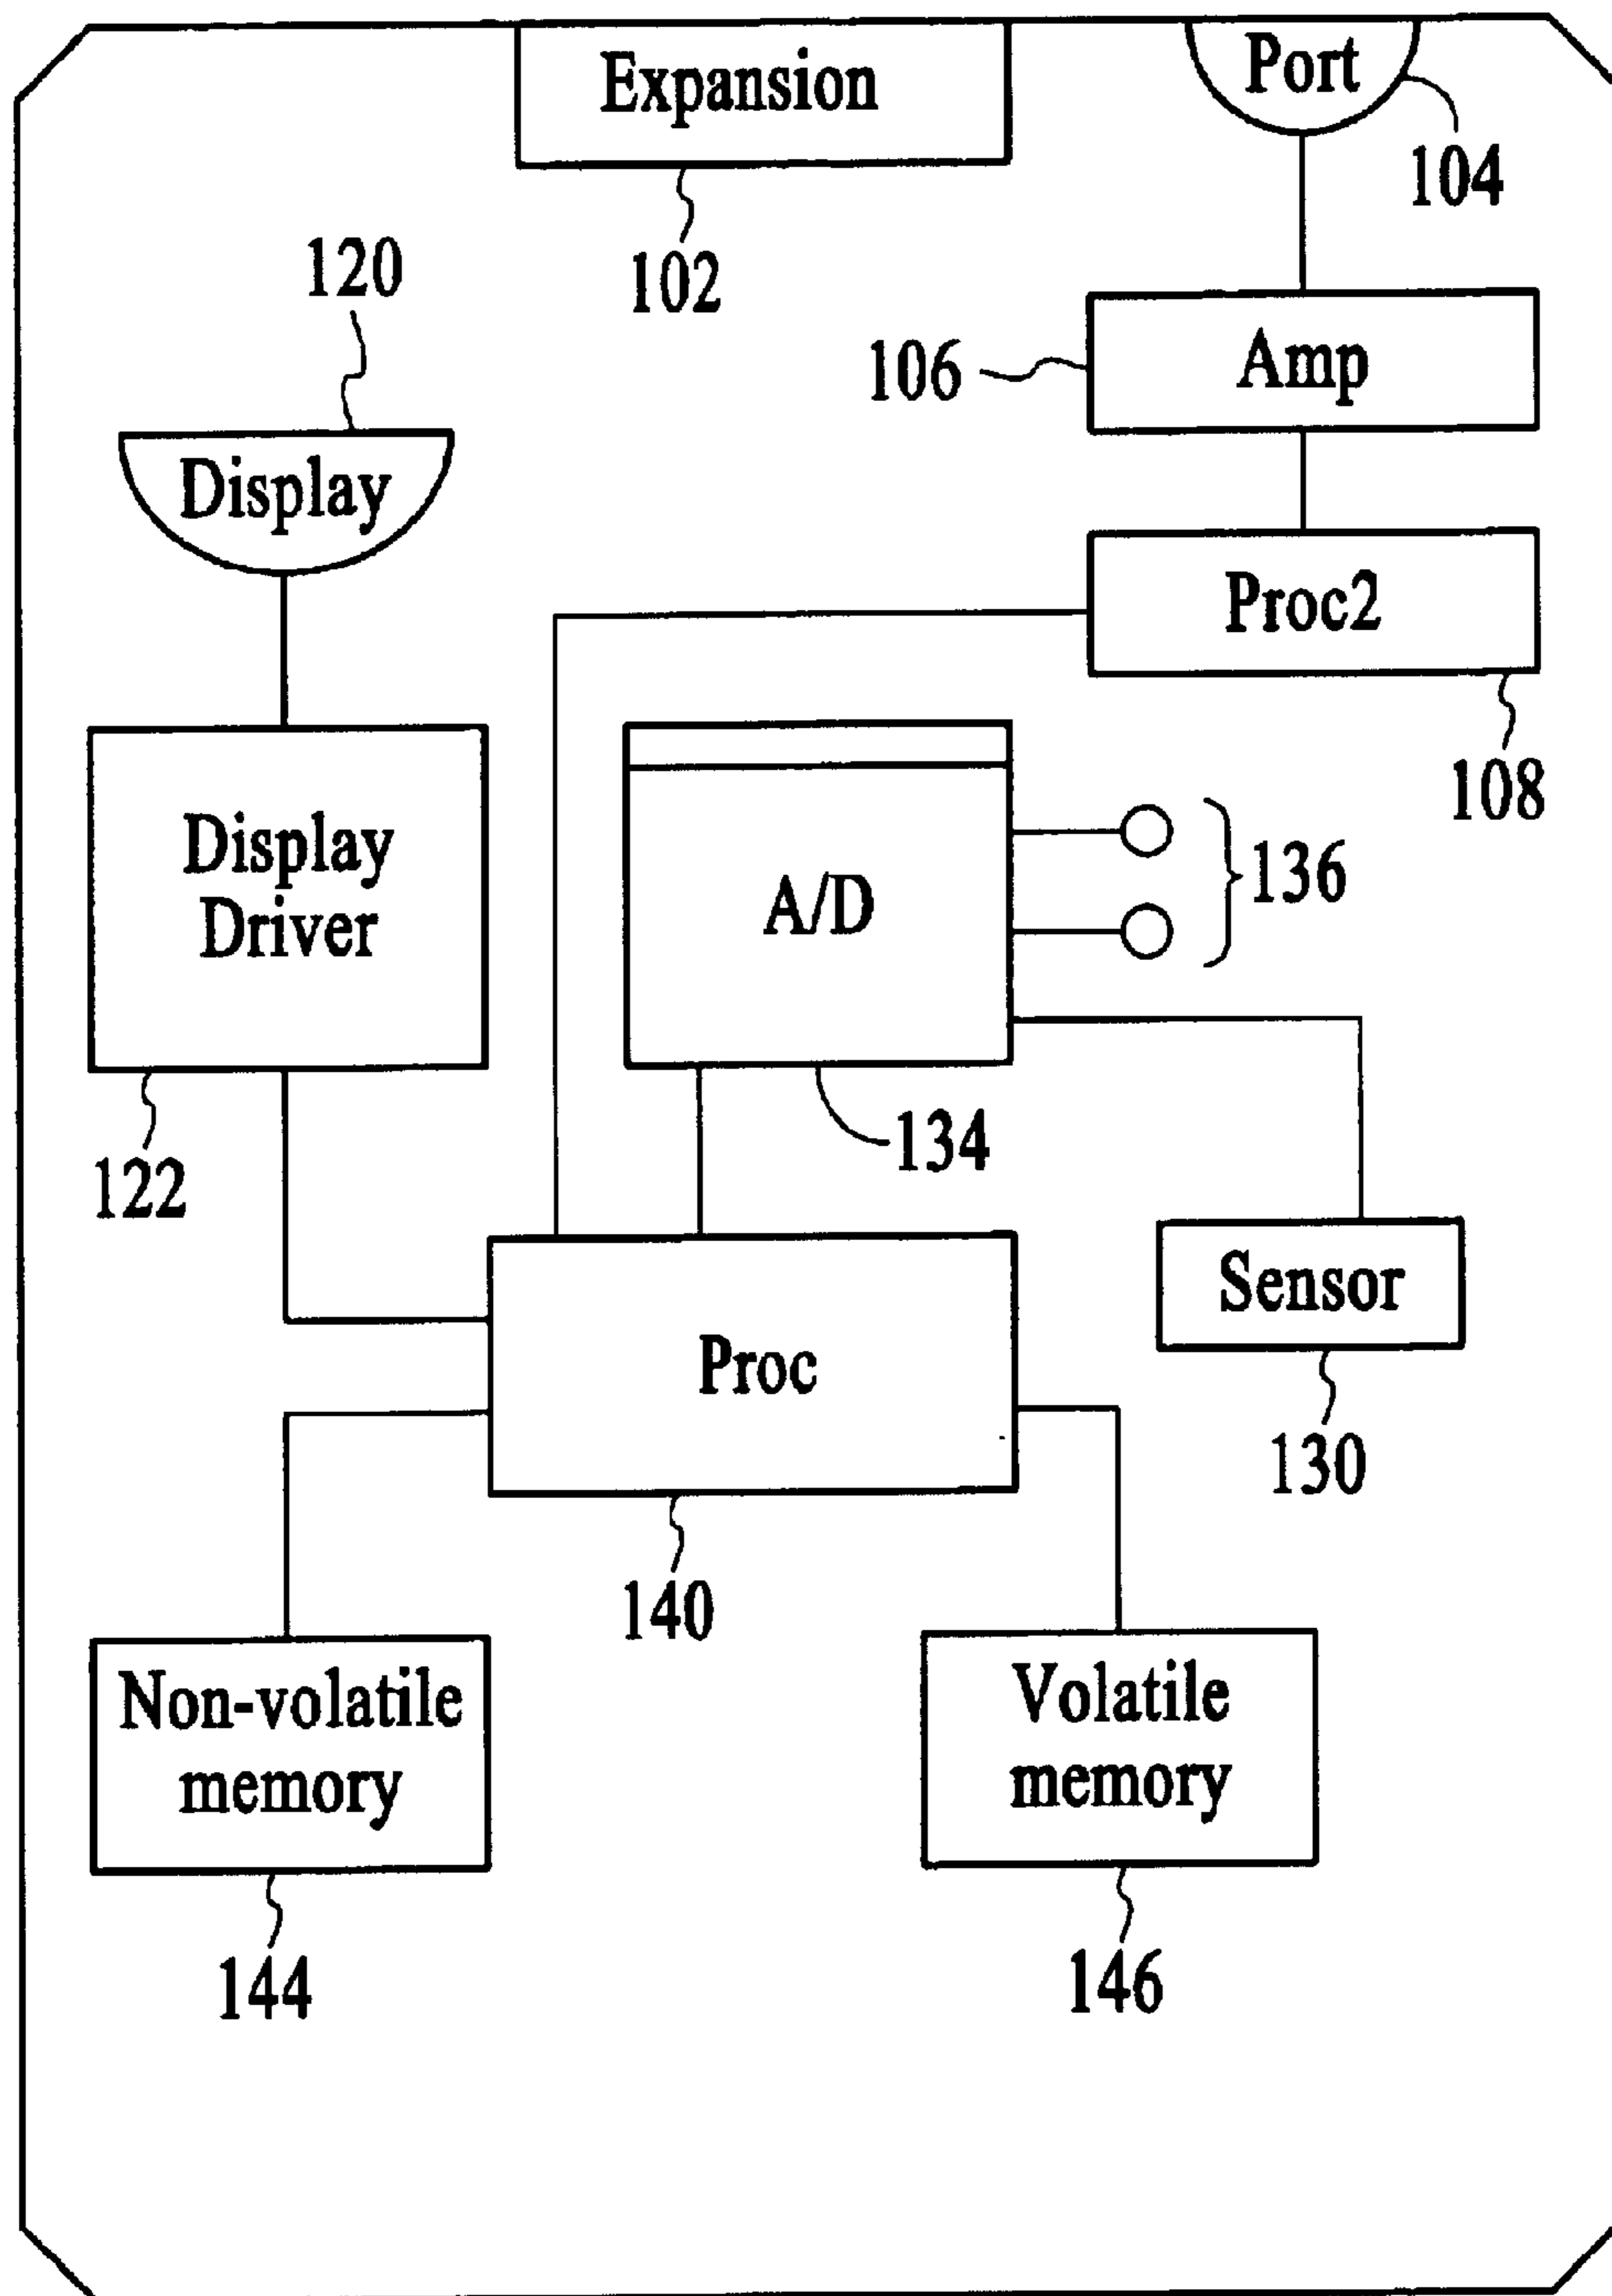 Expansion
Port
104
102
120
106
Amp
Display
Proc2
108
Display
Driver
A/D
136
134
122
Sensor
Proc
130
140
Non-volatile
memory
Volatile
memory
144
146